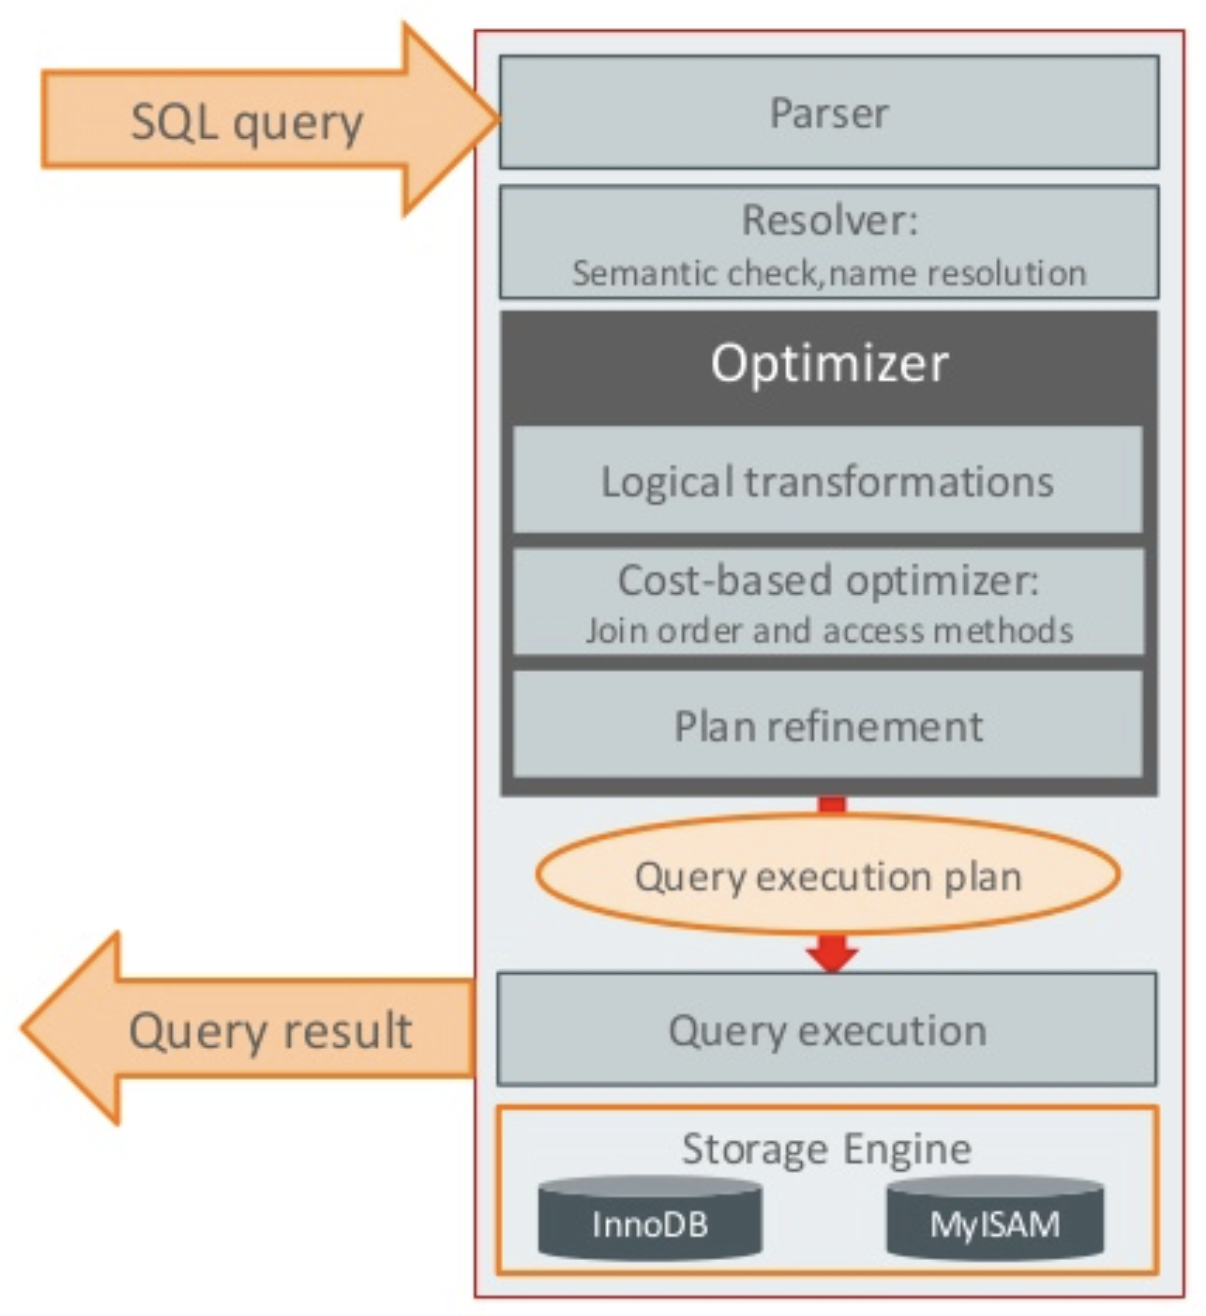 SQL query
Parser
Resolver:
Semantic check,name resolution
Optimizer
Logical transformations
Cost-based optimizer:
Join order and access methods
Plan refinement
Query execution plan
Query result
Query execution
Storage Engine
InnoDB
MyISAM